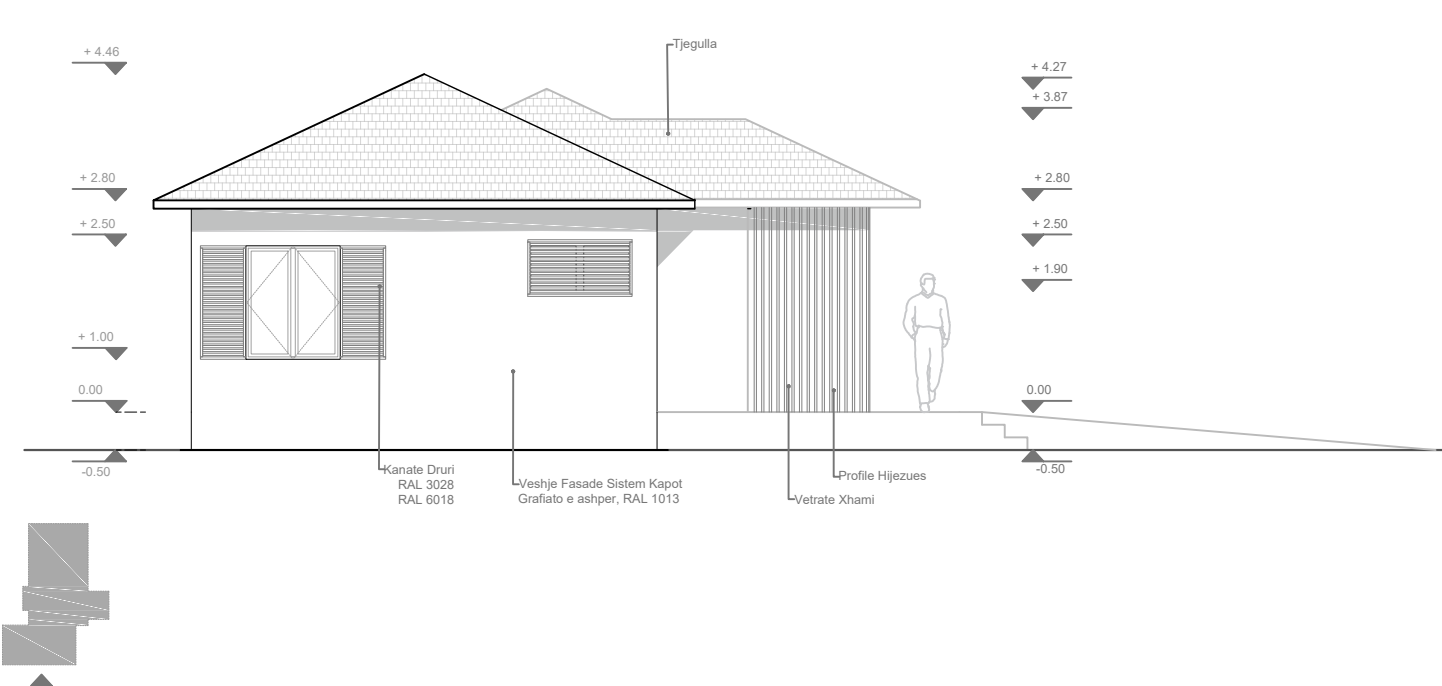 Tjegulla
+ 4.46
+ 4.27
+ 3.87
+ 2.80
+ 2.80
+ 2.50
+ 2.50
+ 1.90
+ 1.00
0.00
0.00
-0.50
-0.50
Kanate Druri
RAL 3028
RAL 6018
Veshje Fasade Sistem Kapot
Grafiato e ashper, RAL 1013
Profile Hijezues
Vetrate Xhami